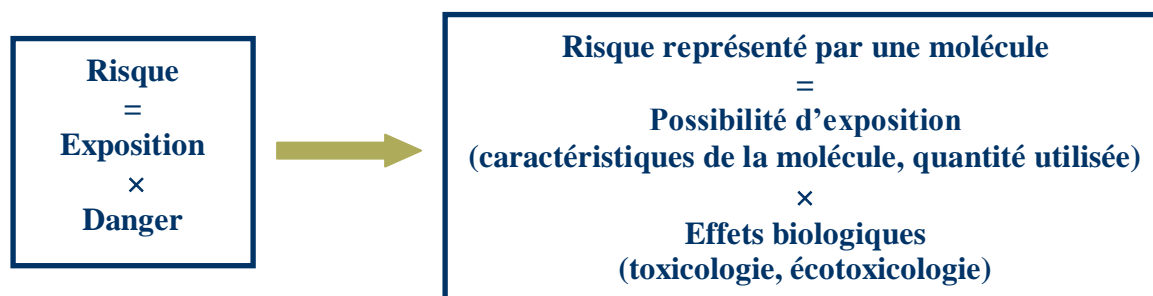 Risque
=
Exposition
×
Danger
Risque représenté par une molécule
=
Possibilité d’exposition
(caractéristiques de la molécule, quantité utilisée)
×
Effets biologiques
(toxicologie, écotoxicologie)